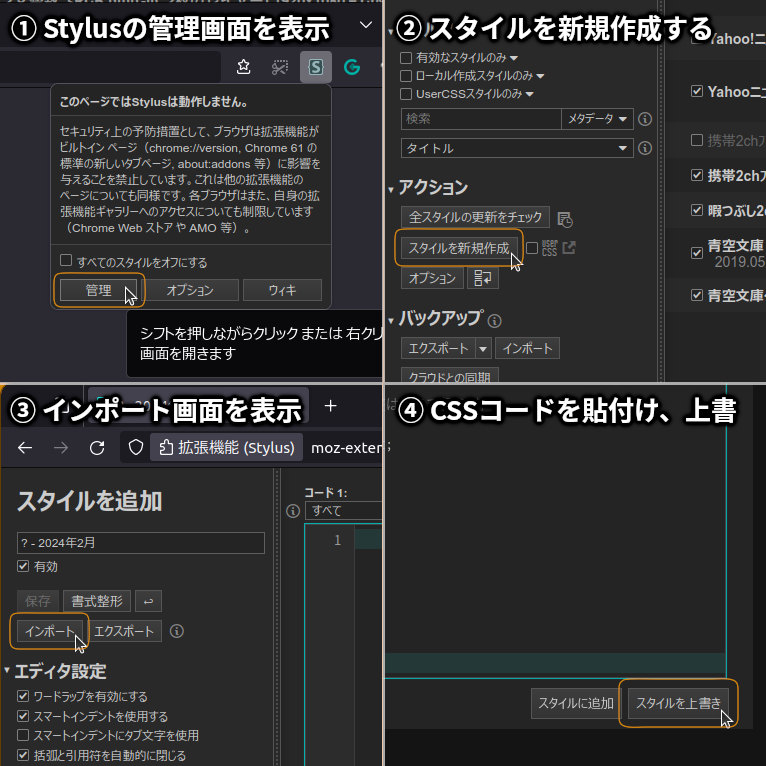 ① Stylusの管理画面を表示
このページではStylusは動作しません。
セキュリティ上の予防措置として、ブラウザは拡張機能が
ビルトイン ページ（chrome://version, Chrome 61 の
標準の新しいタブページ, about:addons 等）に影響を
与えることを禁止しています。これは他の拡張機能の
ページについても同様です。各ブラウザはまた、自身の拡
張機能ギャラリーへのアクセスについても制限しています
（Chrome Web ストア や AMO 等）。
すべてのスタイルをオフにする
管理 オプション ウィキ
シフトを押しながらクリック または 右クリ
画面を開きます
② スタイルを新規作成する
有効なスタイルのみ
ローカル作成スタイルのみ
UserCSSスタイルのみ
検索 メタデータ
タイトル
アクション
全スタイルの更新をチェック
スタイルを新規作成 user css
オプション
バックアップ
エクスポート インポート
クラウドとの同期
Yahoo!ニ
Yahooニ
携帯2chブ
携帯2chブ
暇つぶし2c
青空文庫
2019.05
青空文庫
③ インポート画面を表示
拡張機能 (Stylus) moz-exten
スタイルを追加
? - 2024年2月
有効
保存 書式整形
インポート エクスポート
エディタ設定
ワードラップを有効にする
スマートインデントを使用する
スマートインデントにタブ文字を使用
括弧と引用符を自動的に閉じる
コード 1:
すべて
1
④ CSSコードを貼付け、上書
スタイルに追加 スタイルを上書き